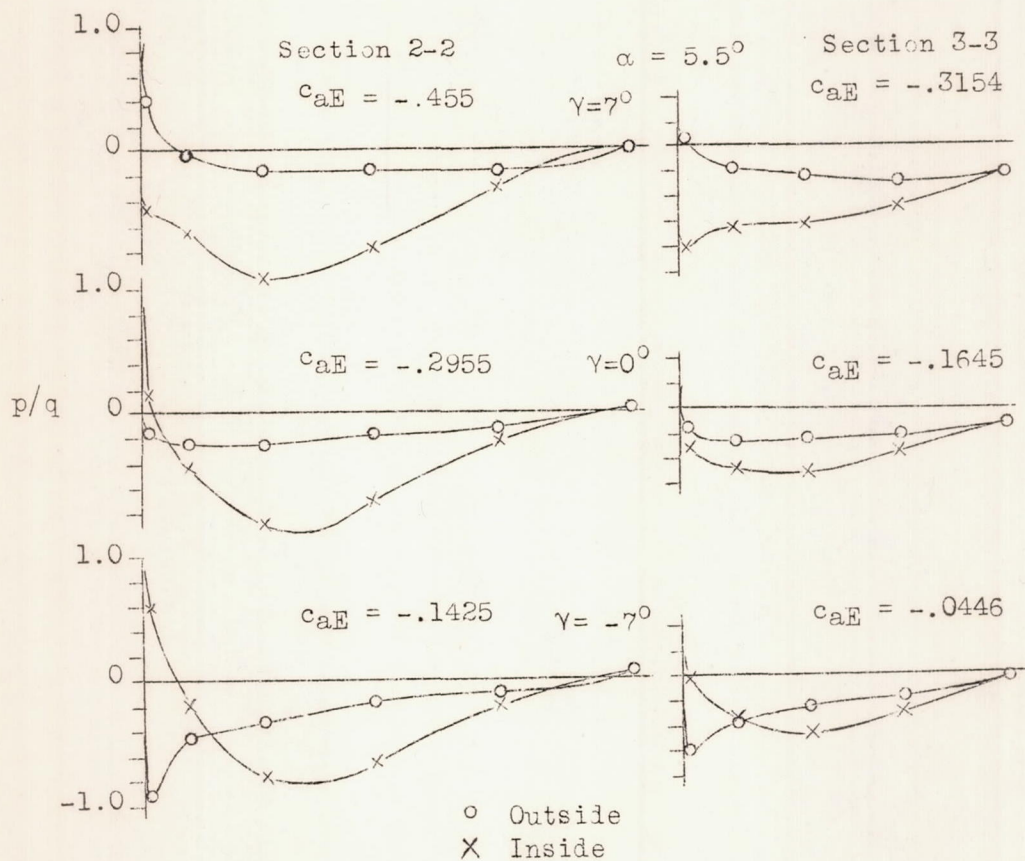 1.0
Section 2-2
α = 5.5°
Section 3-3
caE = -.455
γ=7°
caE = -.3154
0
1.0
caE = -.2955
γ=0°
caE = -.1645
p/q
0
1.0
caE = -.1425
γ= -7°
caE = -.0446
0
-1.0
o Outside
x Inside